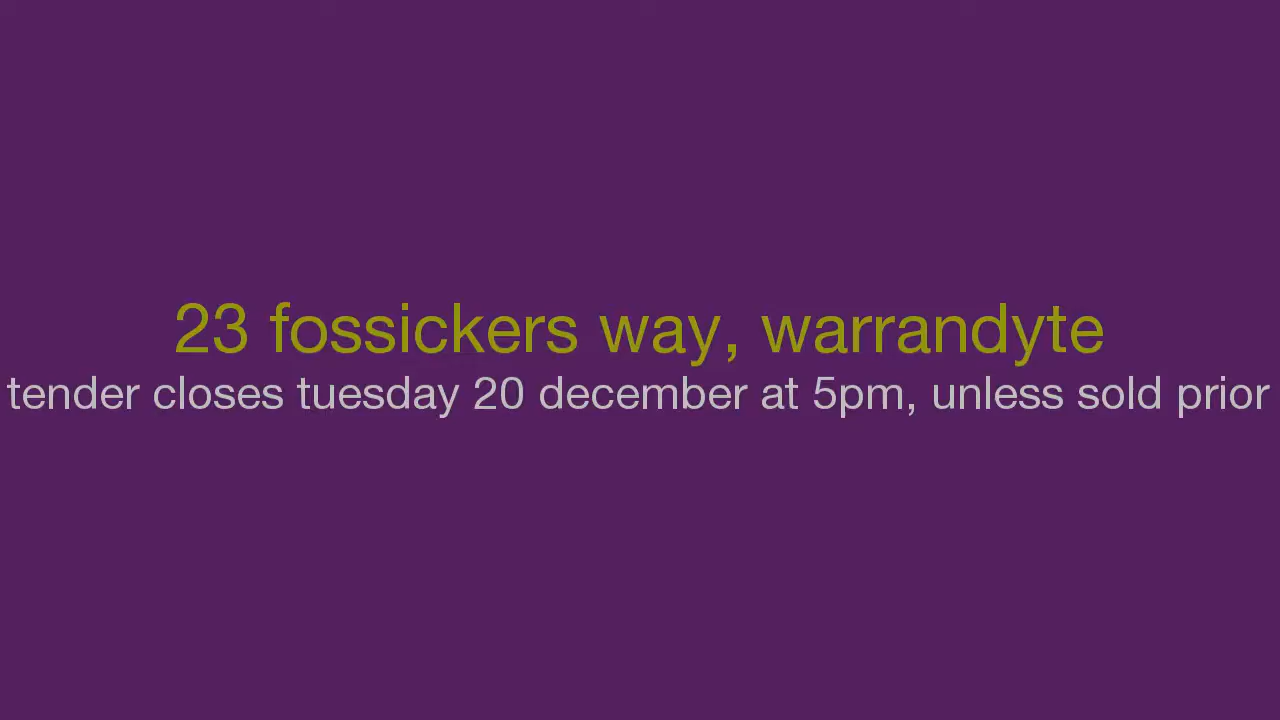 23 fossickers way, warrandyte
tender closes tuesday 20 december at 5pm, unless sold prior